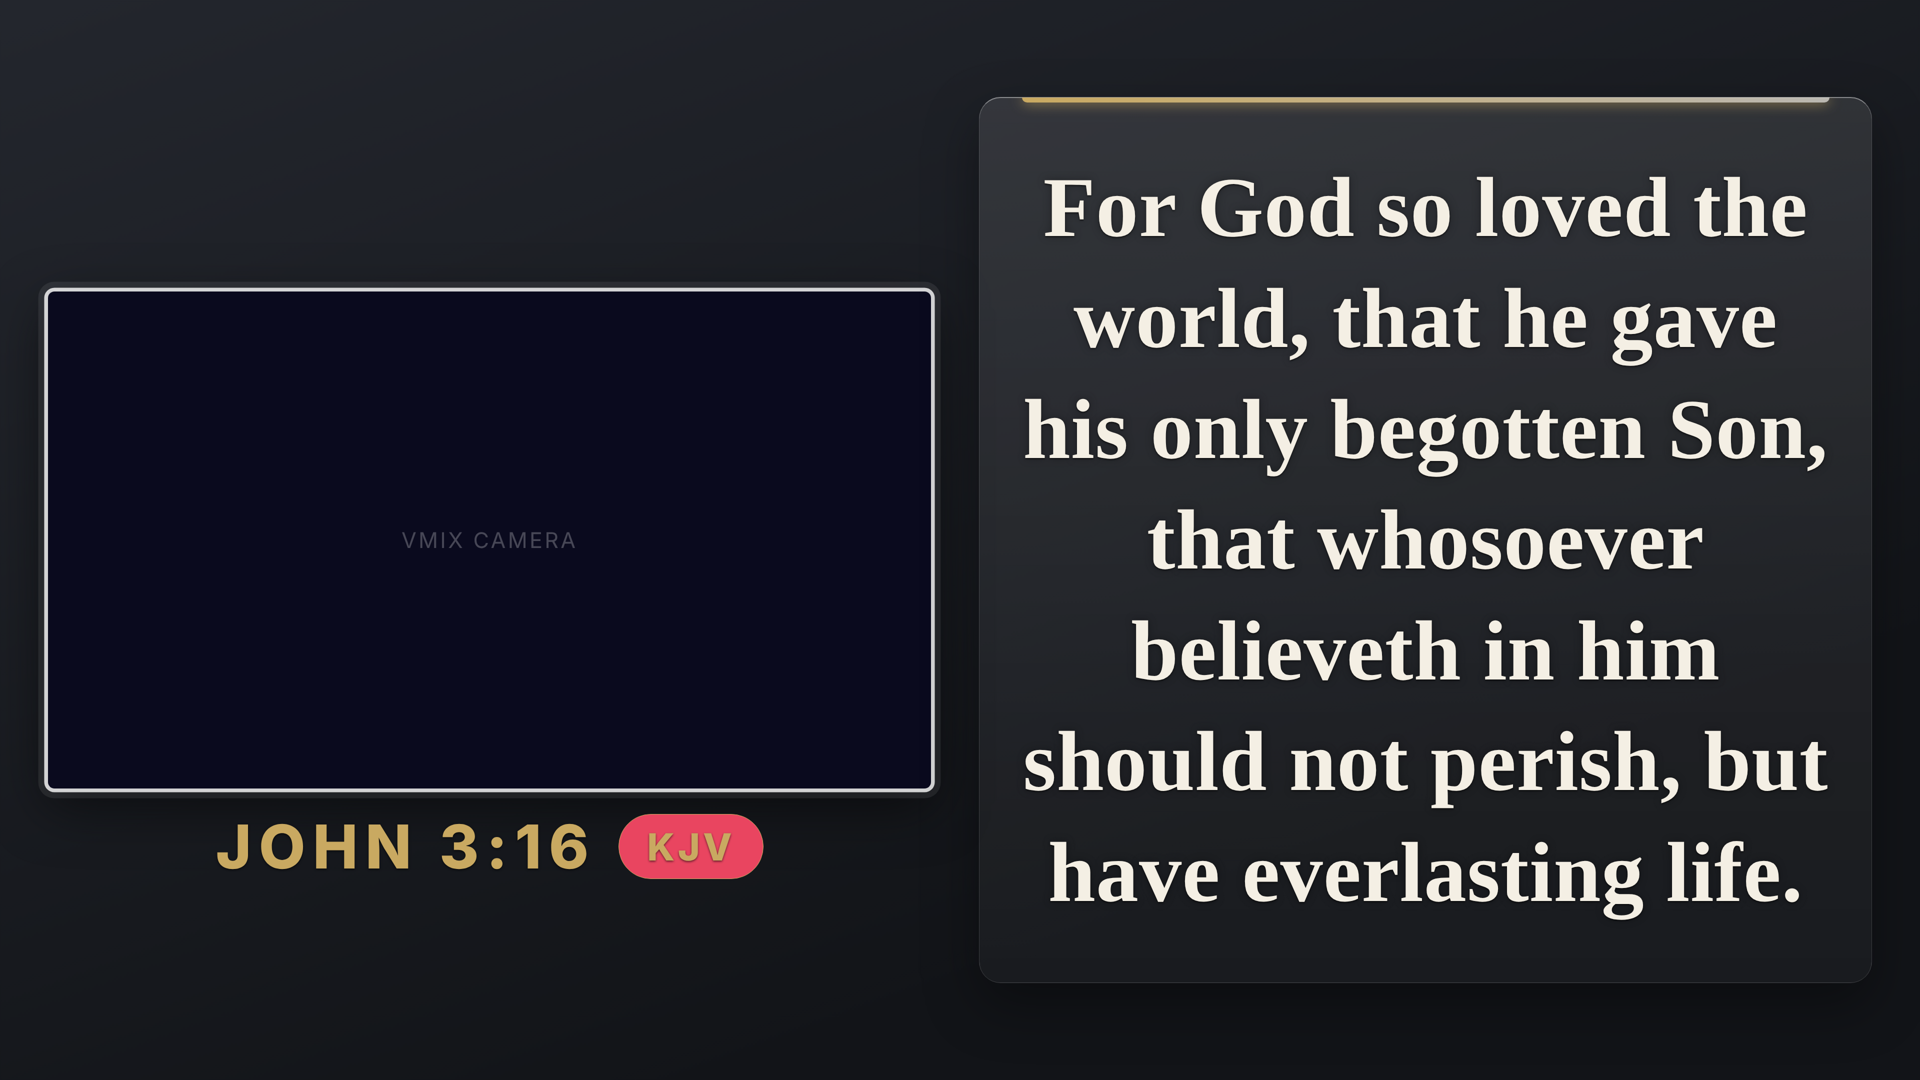 VMIX CAMERA
JOHN 3:16 KJV
For God so loved the
world, that he gave
his only begotten Son,
that whosoever
believeth in him
should not perish, but
have everlasting life.